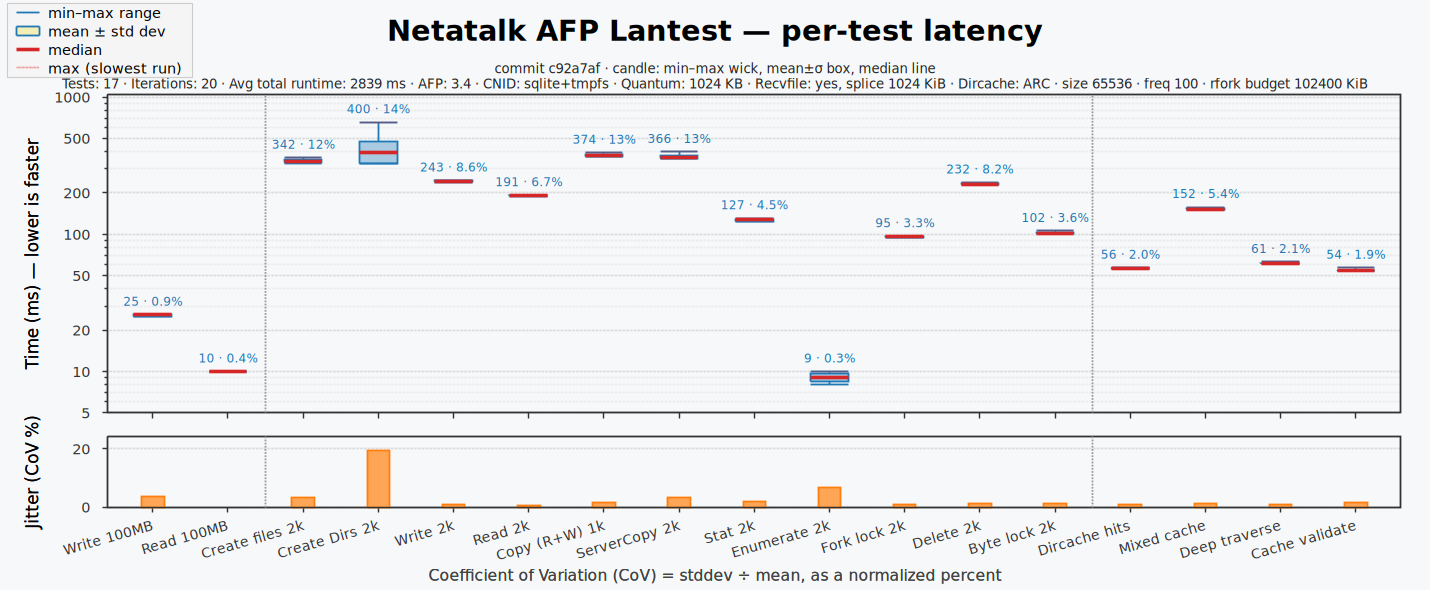 min–max range
mean ± std dev
median
max (slowest run)
Netatalk AFP Lantest — per-test latency
commit c92a7af · candle: min–max wick, mean±σ box, median line
Tests: 17 · Iterations: 20 · Avg total runtime: 2839 ms · AFP: 3.4 · CNID: sqlite+tmpfs · Quantum: 1024 KB · Recvfile: yes, splice 1024 KiB · Dircache: ARC · size 65536 · freq 100 · rfork budget 102400 KiB
Time (ms) — lower is faster
1000
500
200
100
50
20
10
5
25 · 0.9%
10 · 0.4%
342 · 12%
400 · 14%
243 · 8.6%
191 · 6.7%
374 · 13%
366 · 13%
127 · 4.5%
9 · 0.3%
95 · 3.3%
232 · 8.2%
102 · 3.6%
56 · 2.0%
152 · 5.4%
61 · 2.1%
54 · 1.9%
Jitter (CoV %)
20
0
Write 100MB
Read 100MB
Create files 2k
Create Dirs 2k
Write 2k
Read 2k
Copy (R+W) 1k
ServerCopy 2k
Stat 2k
Enumerate 2k
Fork lock 2k
Delete 2k
Byte lock 2k
Dircache hits
Mixed cache
Deep traverse
Cache validate
Coefficient of Variation (CoV) = stddev ÷ mean, as a normalized percent